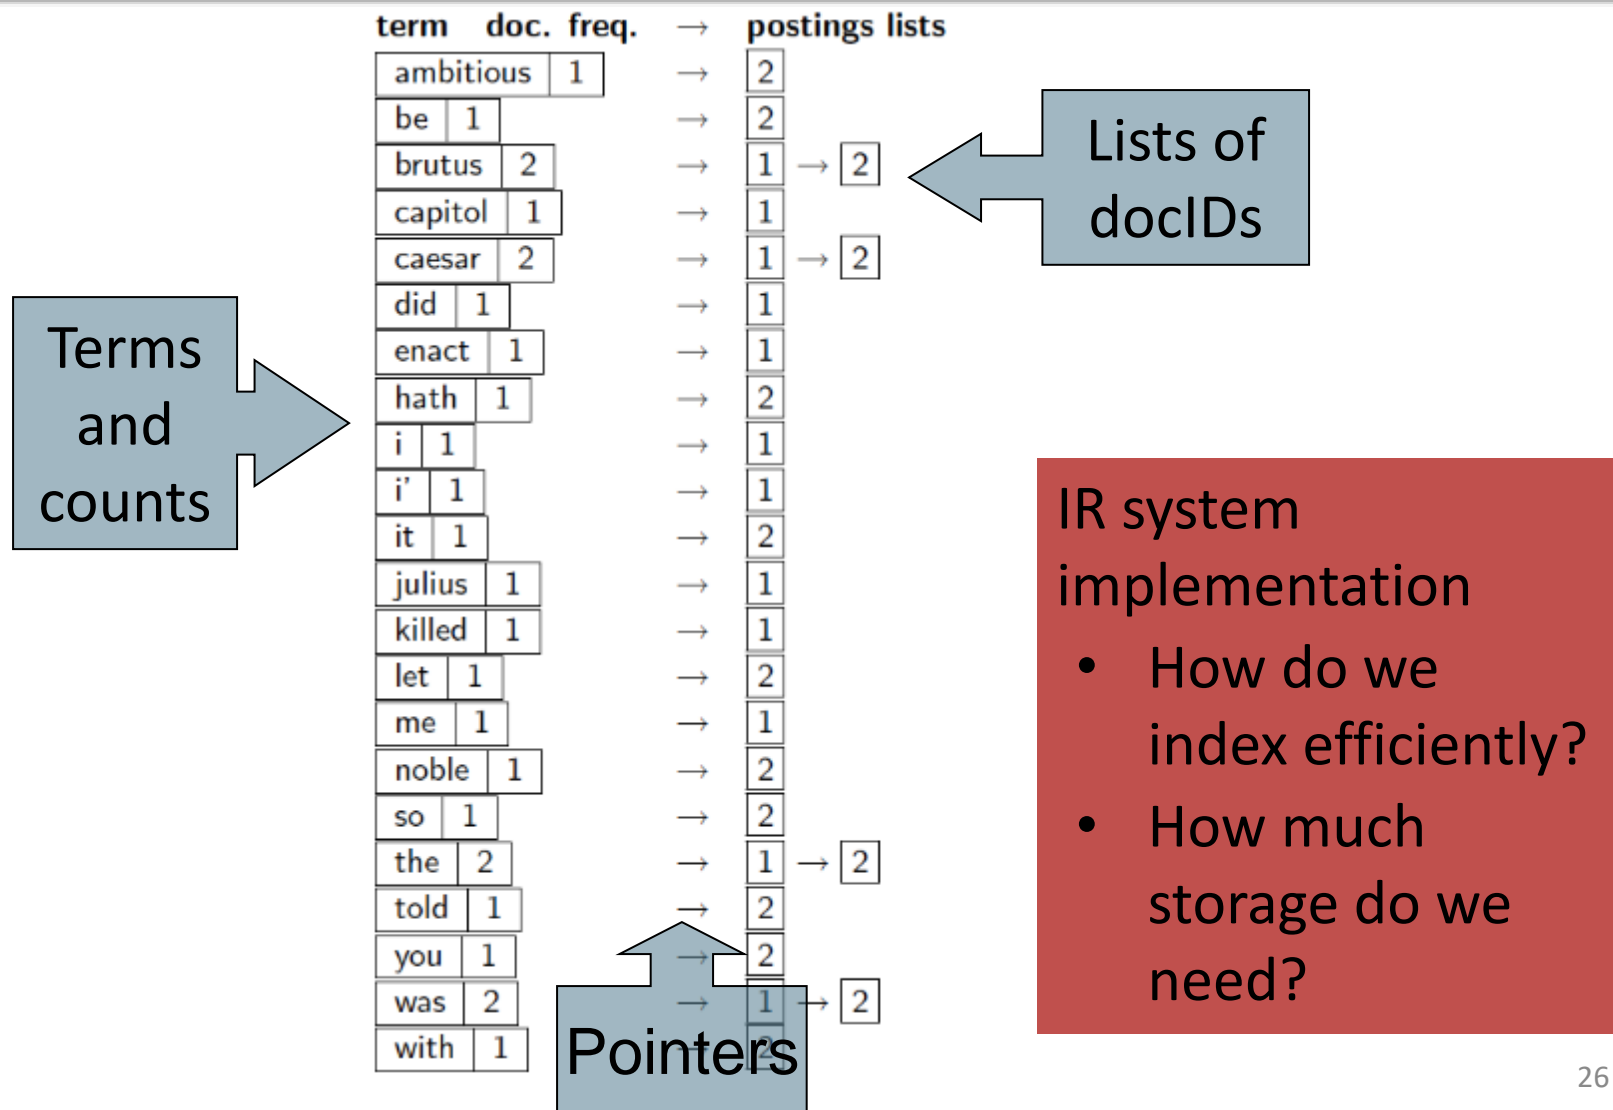 term doc. freq. → postings lists
ambitious 1 → 2
be 1 → 2
brutus 2 → 1 → 2
capitol 1 → 1
caesar 2 → 1 → 2
did 1 → 1
enact 1 → 1
hath 1 → 2
i 1 → 1
i’ 1 → 1
it 1 → 2
julius 1 → 1
killed 1 → 1
let 1 → 2
me 1 → 1
noble 1 → 2
so 1 → 2
the 2 → 1 → 2
told 1 → 2
you 1 → 2
was 2 → 1 → 2
with 1 → 2
Lists of
docIDs
Terms
and
counts
Pointers
IR system
implementation
• How do we
index efficiently?
• How much
storage do we
need?
26